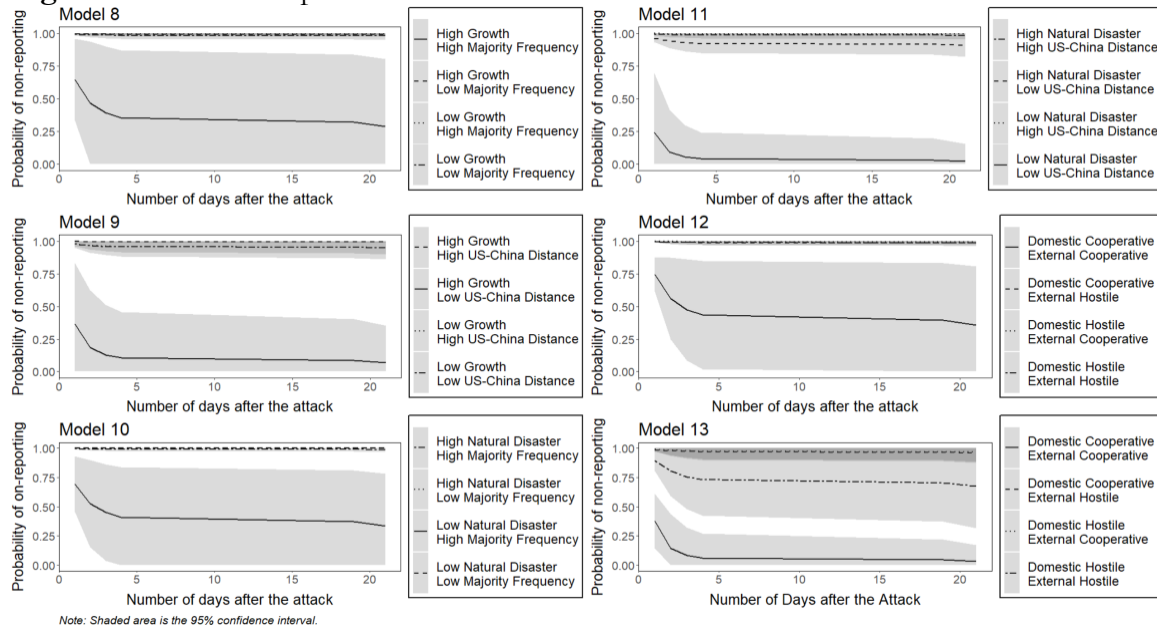 Model 8
Probability of non-reporting
1.00
0.75
0.50
0.25
0.00
0
5
10
15
20
Number of days after the attack
High Growth
High Majority Frequency
High Growth
Low Majority Frequency
Low Growth
High Majority Frequency
Low Growth
Low Majority Frequency
Model 11
Probability of non-reporting
1.00
0.75
0.50
0.25
0.00
0
5
10
15
20
Number of days after the attack
High Natural Disaster
High US-China Distance
High Natural Disaster
Low US-China Distance
Low Natural Disaster
High US-China Distance
Low Natural Disaster
Low US-China Distance
Model 9
Probability of non-reporting
1.00
0.75
0.50
0.25
0.00
0
5
10
15
20
Number of days after the attack
High Growth
High US-China Distance
High Growth
Low US-China Distance
Low Growth
High US-China Distance
Low Growth
Low US-China Distance
Model 12
Probability of non-reporting
1.00
0.75
0.50
0.25
0.00
0
5
10
15
20
Number of days after the attack
Domestic Cooperative
External Cooperative
Domestic Cooperative
External Hostile
Domestic Hostile
External Cooperative
Domestic Hostile
External Hostile
Model 10
Probability of non-reporting
1.00
0.75
0.50
0.25
0.00
0
5
10
15
20
Number of days after the attack
High Natural Disaster
High Majority Frequency
High Natural Disaster
Low Majority Frequency
Low Natural Disaster
High Majority Frequency
Low Natural Disaster
Low Majority Frequency
Model 13
Probability of non-reporting
1.00
0.75
0.50
0.25
0.00
0
5
10
15
20
Number of Days after the Attack
Domestic Cooperative
External Cooperative
Domestic Cooperative
External Hostile
Domestic Hostile
External Cooperative
Domestic Hostile
External Hostile
Note: Shaded area is the 95% confidence interval.